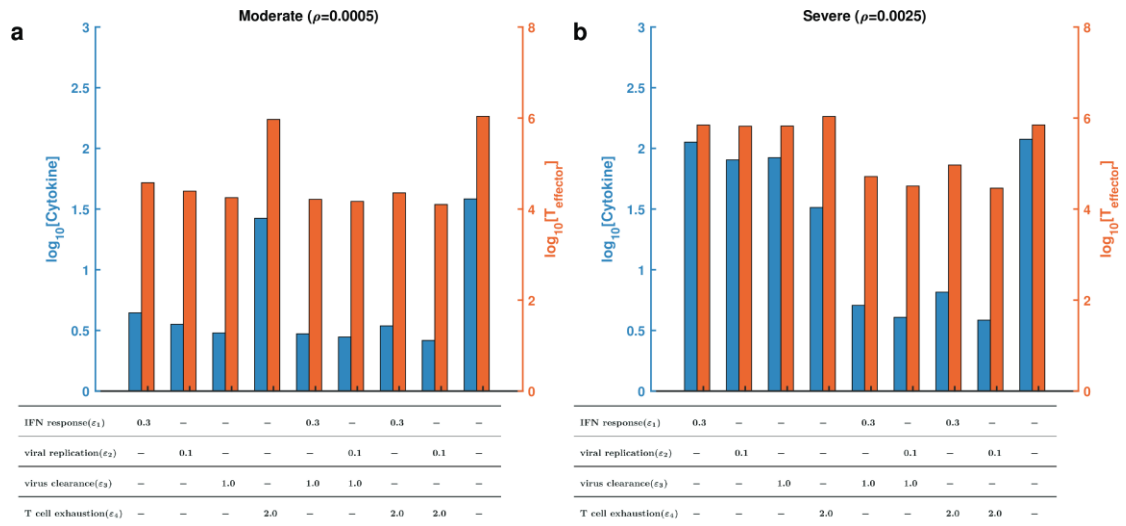 a
Moderate (ρ=0.0005)
3
2.5
2
1.5
1
0.5
0
log10[Cytokine]
8
6
4
2
0
log10[Teffector]
IFN response(ε1) 0.3 – – – 0.3 – 0.3 – –
viral replication(ε2) – 0.1 – – – 0.1 – 0.1 –
virus clearance(ε3) – – 1.0 – 1.0 1.0 – – –
T cell exhaustion(ε4) – – – 2.0 – – 2.0 2.0 –
b
Severe (ρ=0.0025)
3
2.5
2
1.5
1
0.5
0
log10[Cytokine]
8
6
4
2
0
log10[Teffector]
IFN response(ε1) 0.3 – – – 0.3 – 0.3 – –
viral replication(ε2) – 0.1 – – – 0.1 – 0.1 –
virus clearance(ε3) – – 1.0 – 1.0 1.0 – – –
T cell exhaustion(ε4) – – – 2.0 – – 2.0 2.0 –